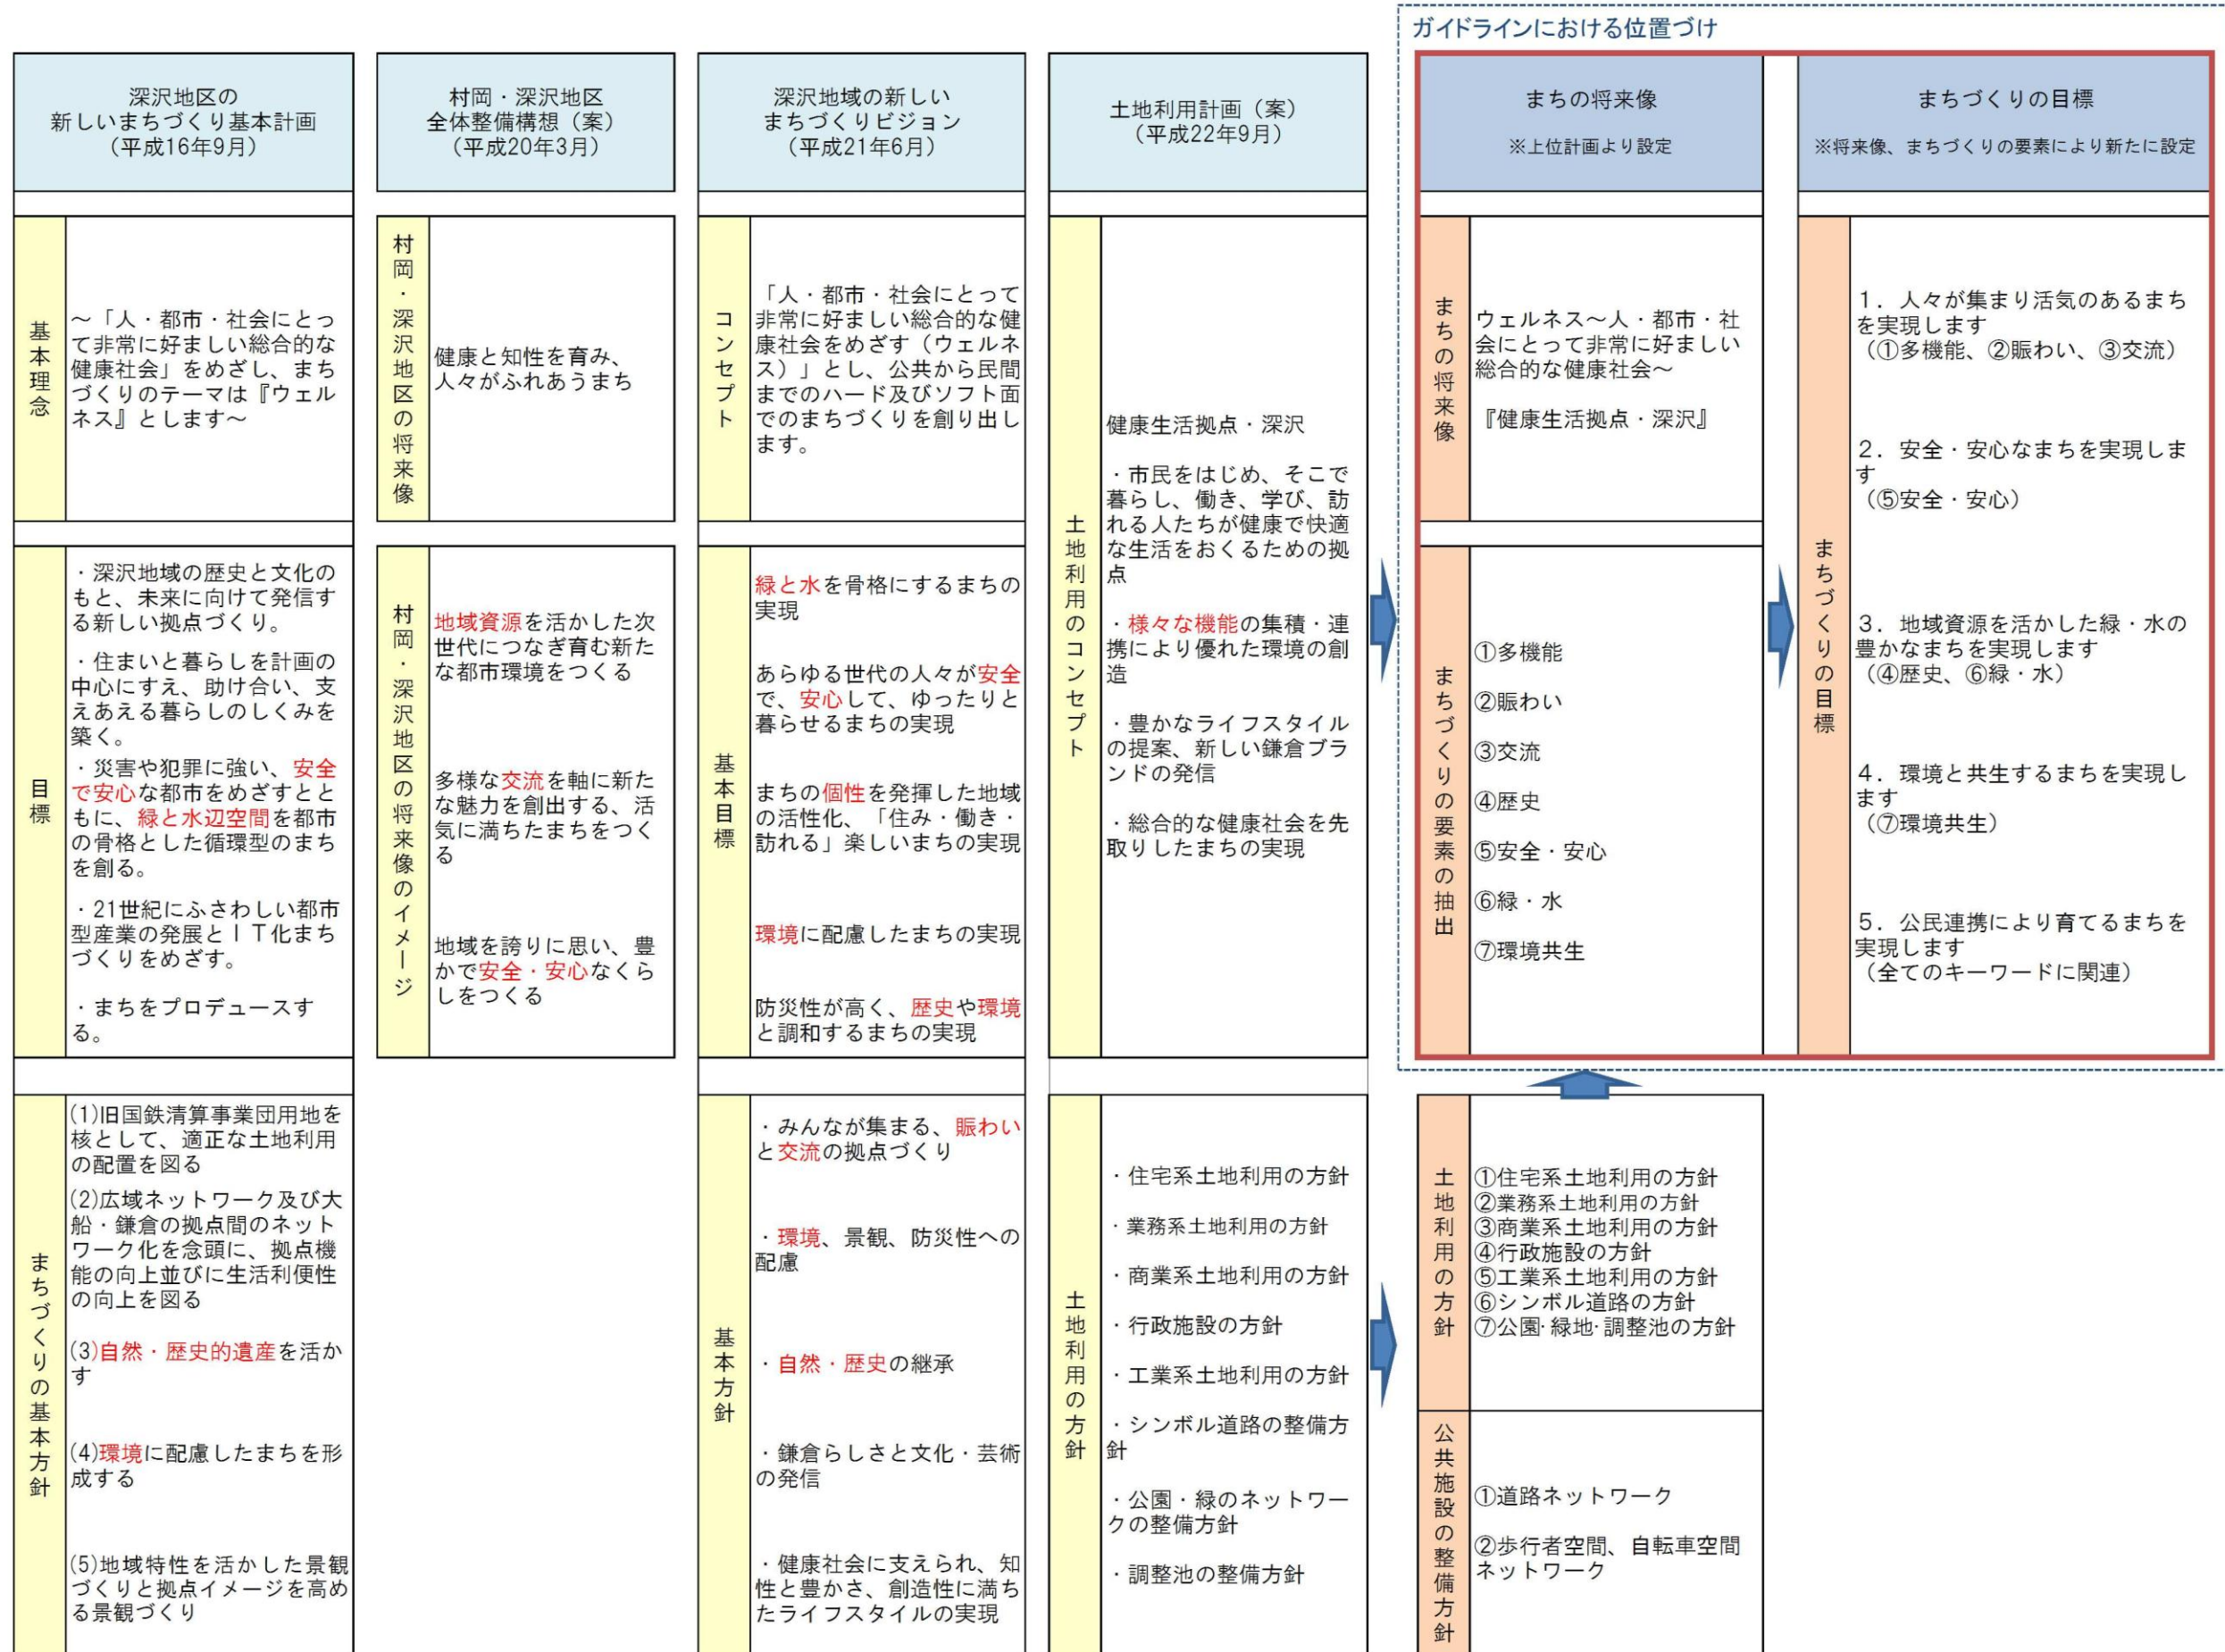 ガイドラインにおける位置づけ
深沢地区の
新しいまちづくり基本計画
（平成16年9月）
村岡・深沢地区
全体整備構想（案）
（平成20年3月）
深沢地域の新しい
まちづくりビジョン
（平成21年6月）
土地利用計画（案）
（平成22年9月）
まちの将来像
※上位計画より設定
まちづくりの目標
※将来像、まちづくりの要素により新たに設定
基本理念
～「人・都市・社会にとっ
て非常に好ましい総合的な
健康社会」をめざし、まち
づくりのテーマは『ウェル
ネス』とします～
目標
・深沢地域の歴史と文化の
もと、未来に向けて発信す
る新しい拠点づくり。
・住まいと暮らしを計画の
中心にすえ、助け合い、支
えあえる暮らしのしくみを
築く。
・災害や犯罪に強い、安全
で安心な都市をめざすとと
もに、緑と水辺空間を都市
の骨格とした循環型のまち
を創る。
・21世紀にふさわしい都市
型産業の発展とＩＴ化まち
づくりをめざす。
・まちをプロデュースす
る。
まちづくりの基本方針
(1)旧国鉄清算事業団用地を
核として、適正な土地利用
の配置を図る
(2)広域ネットワーク及び大
船・鎌倉の拠点間のネット
ワーク化を念頭に、拠点機
能の向上並びに生活利便性
の向上を図る
(3)自然・歴史的遺産を活か
す
(4)環境に配慮したまちを形
成する
(5)地域特性を活かした景観
づくりと拠点イメージを高め
る景観づくり
村岡・深沢地区の将来像
健康と知性を育み、
人々がふれあうまち
村岡・深沢地区の将来像のイメージ
地域資源を活かした次
世代につなぎ育む新た
な都市環境をつくる
多様な交流を軸に新た
な魅力を創出する、活
気に満ちたまちをつく
る
地域を誇りに思い、豊
かで安全・安心なくら
しをつくる
コンセプト
「人・都市・社会にとって
非常に好ましい総合的な健
康社会をめざす（ウェルネ
ス）」とし、公共から民間
までのハード及びソフト面
でのまちづくりを創り出し
ます。
基本目標
緑と水を骨格にするまちの
実現
あらゆる世代の人々が安全
で、安心して、ゆったりと
暮らせるまちの実現
まちの個性を発揮した地域
の活性化、「住み・働き・
訪れる」楽しいまちの実現
環境に配慮したまちの実現
防災性が高く、歴史や環境
と調和するまちの実現
基本方針
・みんなが集まる、賑わい
と交流の拠点づくり
・環境、景観、防災性への
配慮
・自然・歴史の継承
・鎌倉らしさと文化・芸術
の発信
・健康社会に支えられ、知
性と豊かさ、創造性に満ち
たライフスタイルの実現
土地利用のコンセプト
健康生活拠点・深沢
・市民をはじめ、そこで
暮らし、働き、学び、訪
れる人たちが健康で快適
な生活をおくるための拠
点
・様々な機能の集積・連
携により優れた環境の創
造
・豊かなライフスタイル
の提案、新しい鎌倉ブラ
ンドの発信
・総合的な健康社会を先
取りしたまちの実現
土地利用の方針
・住宅系土地利用の方針
・業務系土地利用の方針
・商業系土地利用の方針
・行政施設の方針
・工業系土地利用の方針
・シンボル道路の整備方
針
・公園・緑のネットワー
クの整備方針
・調整池の整備方針
まちの将来像
ウェルネス～人・都市・社
会にとって非常に好ましい
総合的な健康社会～
『健康生活拠点・深沢』
まちづくりの要素の抽出
①多機能
②賑わい
③交流
④歴史
⑤安全・安心
⑥緑・水
⑦環境共生
土地利用の方針
①住宅系土地利用の方針
②業務系土地利用の方針
③商業系土地利用の方針
④行政施設の方針
⑤工業系土地利用の方針
⑥シンボル道路の方針
⑦公園･緑地･調整池の方針
公共施設の整備方針
①道路ネットワーク
②歩行者空間、自転車空間
ネットワーク
まちづくりの目標
１．人々が集まり活気のあるまち
を実現します
（①多機能、②賑わい、③交流）
２．安全・安心なまちを実現しま
す
（⑤安全・安心）
３．地域資源を活かした緑・水の
豊かなまちを実現します
（④歴史、⑥緑・水）
４．環境と共生するまちを実現し
ます
（⑦環境共生）
５．公民連携により育てるまちを
実現します
（全てのキーワードに関連）